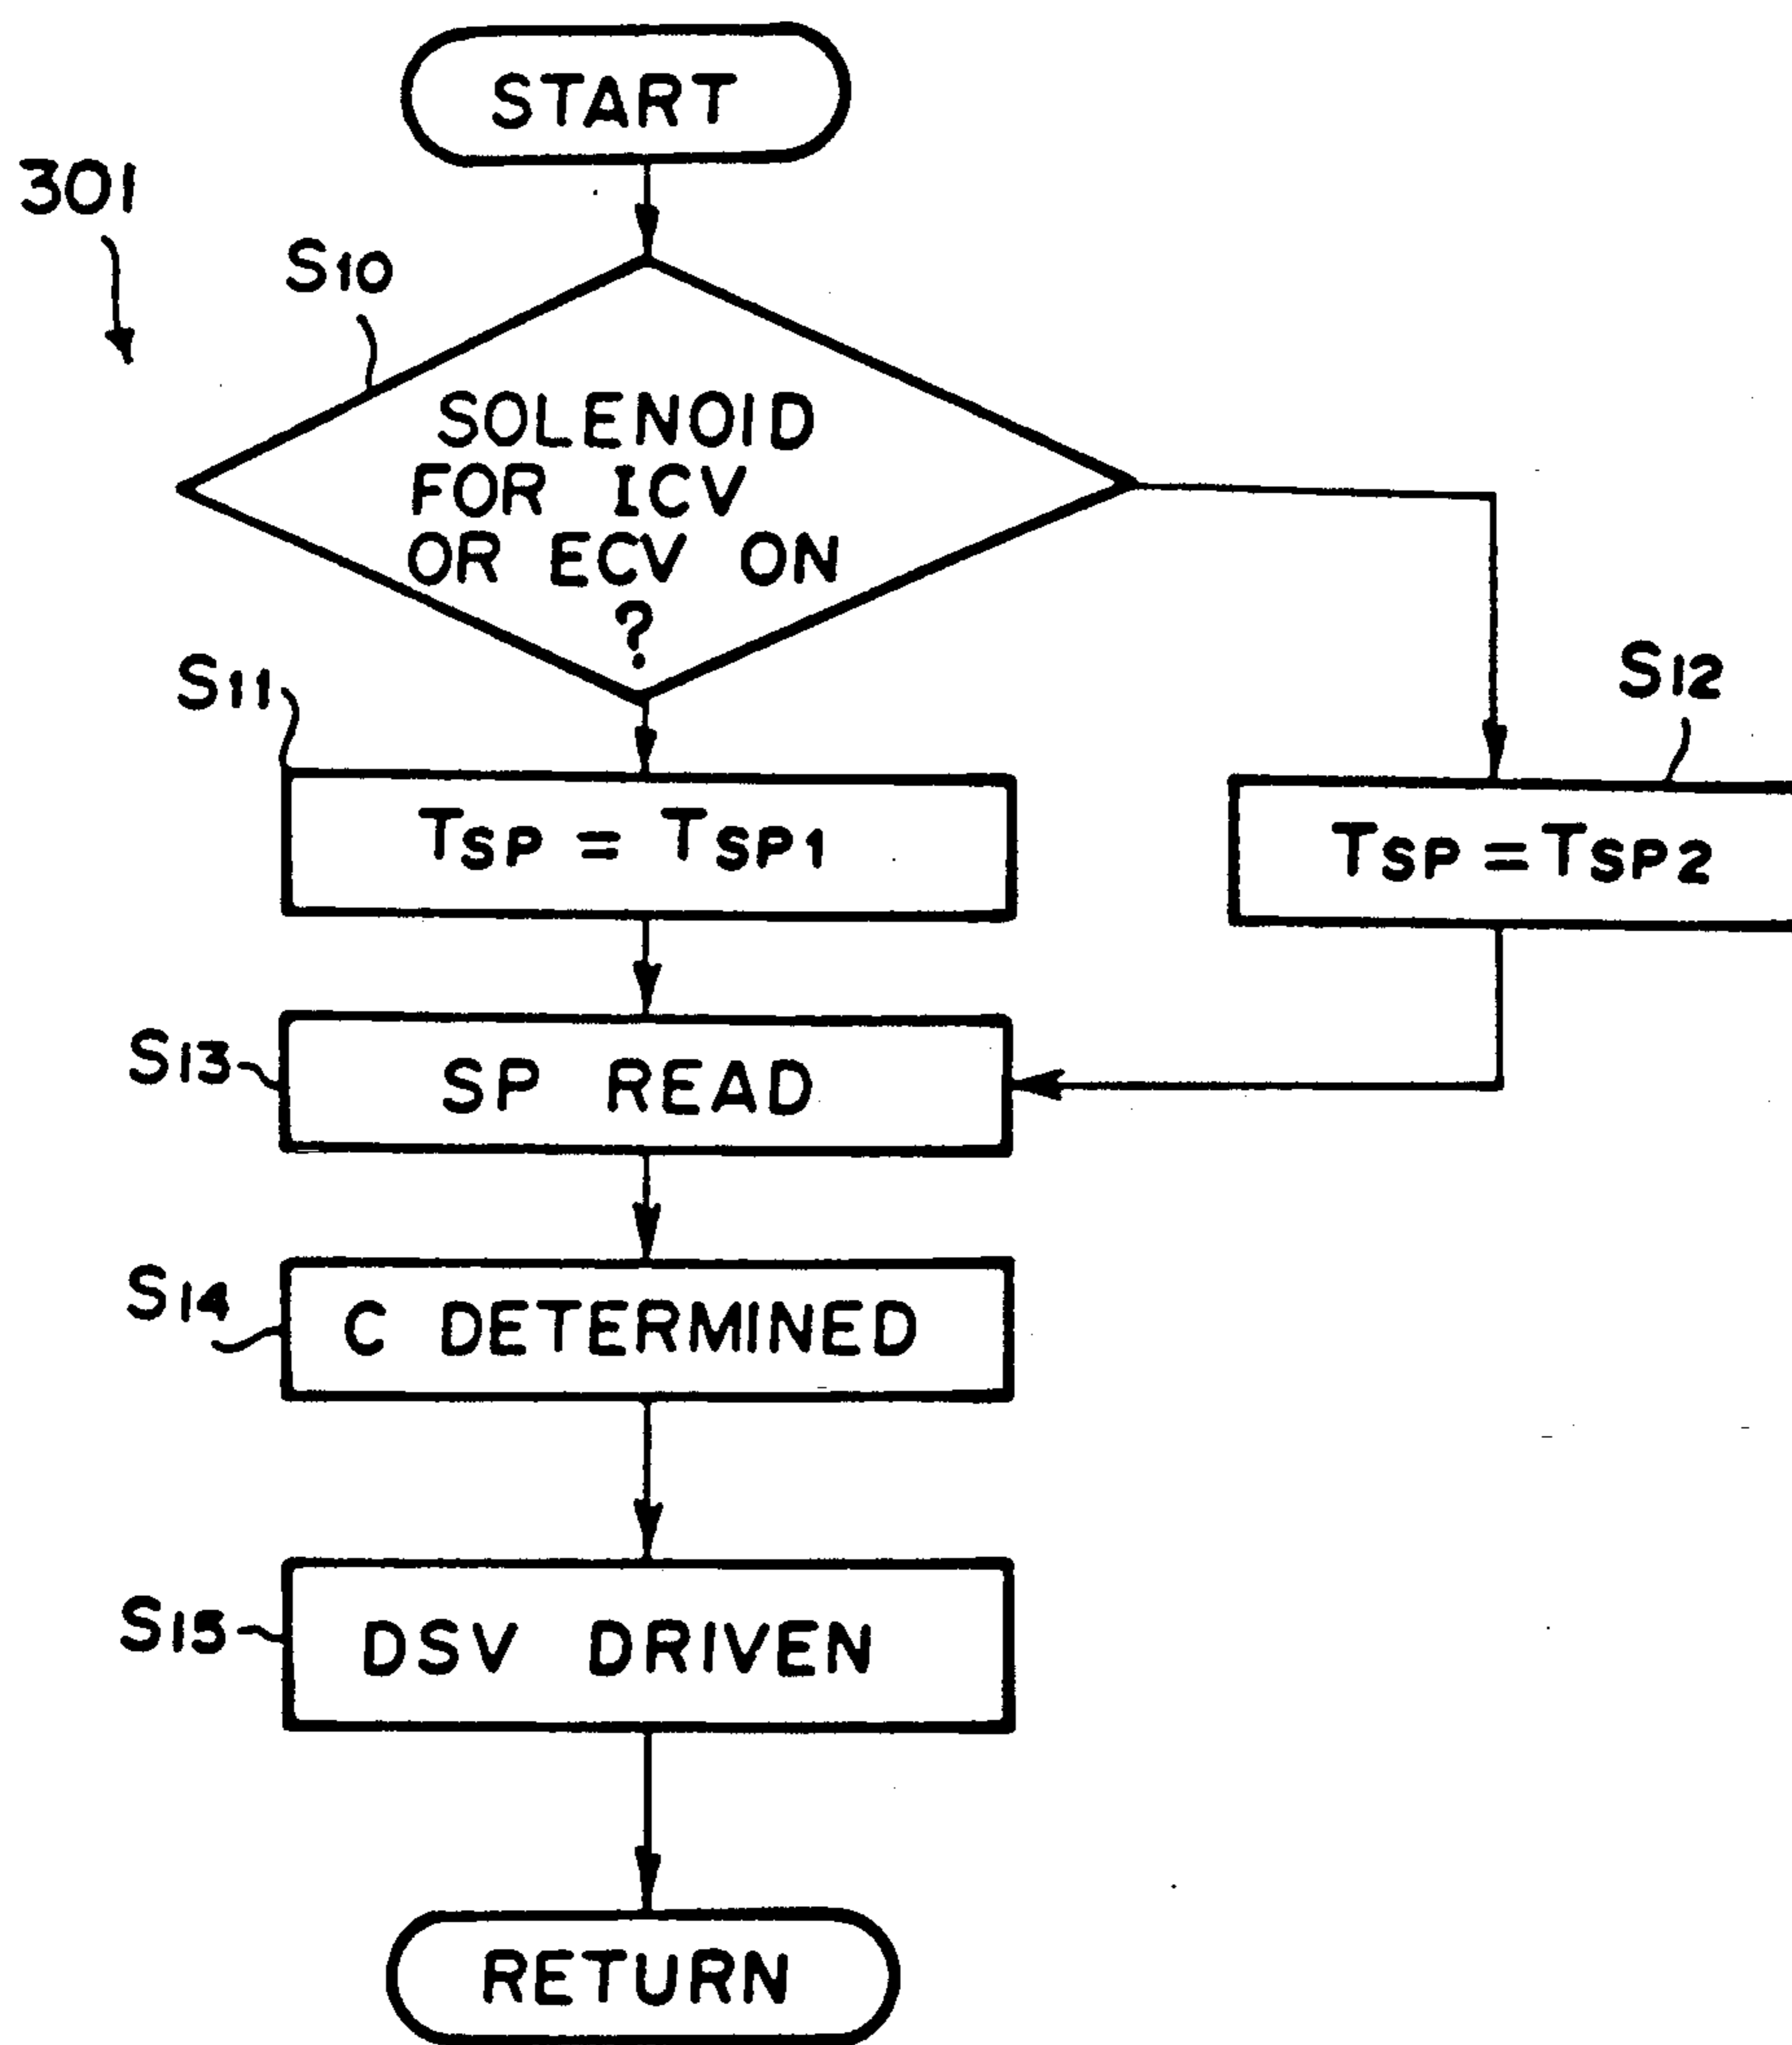 START
301
S10
SOLENOID
FOR ICV
OR ECV ON
?
S11
TSP = TSP1
S12
TSP = TSP2
S13
SP READ
S14
C DETERMINED
S15
DSV DRIVEN
RETURN